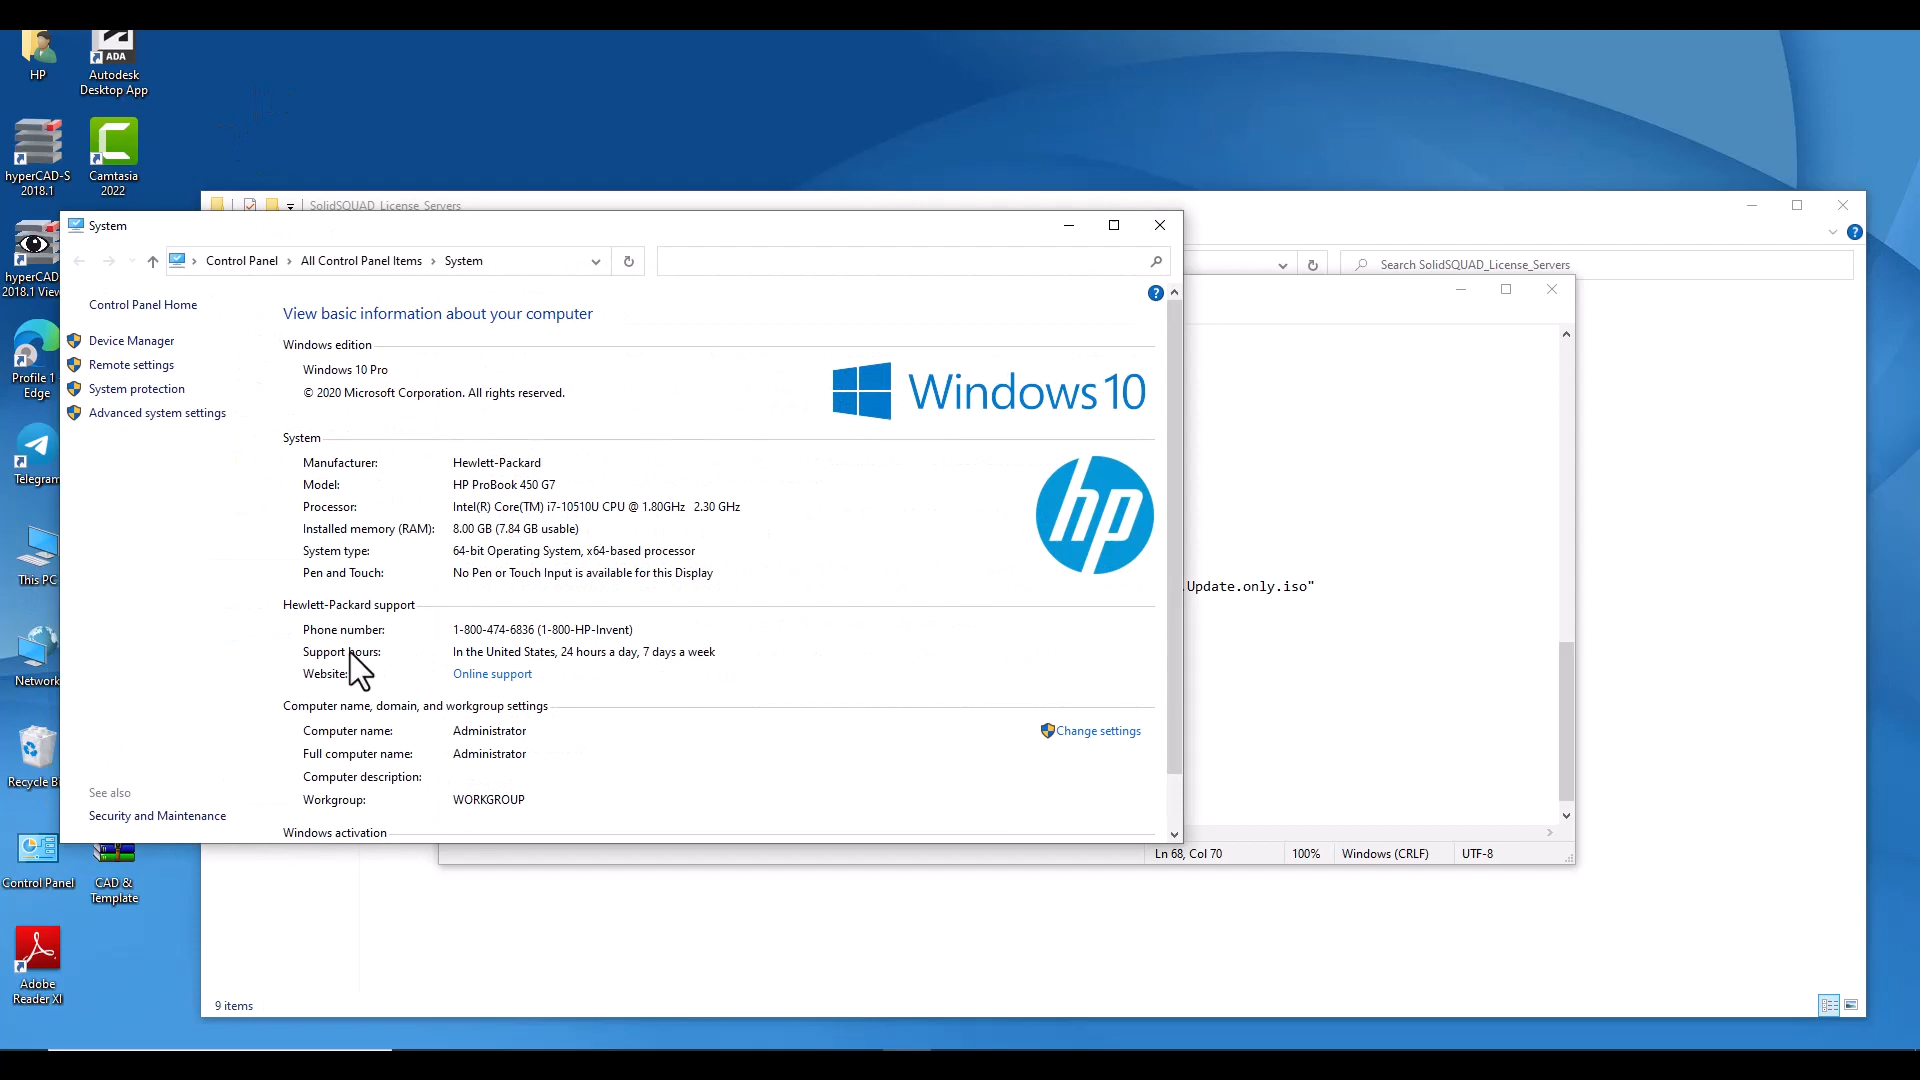 HP
ADA
Autodesk
Desktop App
hyperCAD-S
2018.1
Camtasia
2022
hyperCAD
2018.1 View
Profile 1
Edge
Telegram
This PC
Network
Recycle Bi
Control Panel
CAD &
Template
Adobe
Reader XI
SolidSQUAD_License_Servers
Search SolidSQUAD_License_Servers
System
Control Panel
All Control Panel Items
System
Control Panel Home
Device Manager
Remote settings
System protection
Advanced system settings
See also
Security and Maintenance
View basic information about your computer
Windows edition
Windows 10 Pro
© 2020 Microsoft Corporation. All rights reserved.
Windows 10
System
Manufacturer: Hewlett-Packard
Model: HP ProBook 450 G7
Processor: Intel(R) Core(TM) i7-10510U CPU @ 1.80GHz 2.30 GHz
Installed memory (RAM): 8.00 GB (7.84 GB usable)
System type: 64-bit Operating System, x64-based processor
Pen and Touch: No Pen or Touch Input is available for this Display
hp
Hewlett-Packard support
Phone number: 1-800-474-6836 (1-800-HP-Invent)
Support hours: In the United States, 24 hours a day, 7 days a week
Website: Online support
Computer name, domain, and workgroup settings
Computer name: Administrator
Change settings
Full computer name: Administrator
Computer description:
Workgroup: WORKGROUP
Windows activation
.Update.only.iso"
Ln 68, Col 70
100%
Windows (CRLF)
UTF-8
9 items